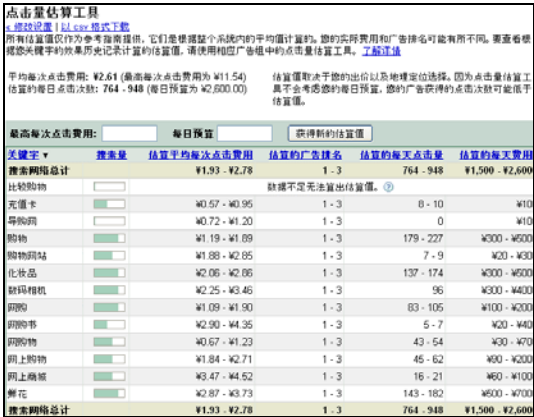 点击量估算工具
« 修改设置 | 以 csv 格式下载
所有估算值仅作为参考指南提供，它们是根据整个系统内的平均值计算的。您的实际费用和广告排名可能有所不同。要查看根
据您关键字的效果历史记录计算的估算值，请使用相应广告组中的点击量估算工具。 了解详情
平均每次点击费用: ¥2.61 (最高每次点击费用为 ¥11.54)
估算的每日点击次数: 764 - 948 (每日预算为 ¥2,600.00)
估算值取决于您的出价以及地理定位选择。因为点击量估算工
具不会考虑您的每日预算，您的广告获得的点击次数可能低于
估算值。
最高每次点击费用: 每日预算 获得新的估算值
关键字 ▼ 搜索量 估算平均每次点击费用 估算的广告排名 估算的每天点击量 估算的每天费用
搜索网络总计 ¥1.93 - ¥2.78 1 - 3 764 - 948 ¥1,500 - ¥2,600
比较购物 数据不足无法算出估算值。 ?
充值卡 ¥0.57 - ¥0.95 1 - 3 8 - 10 ¥10
导购网 ¥0.72 - ¥1.20 1 - 3 0 ¥10
购物 ¥1.19 - ¥1.89 1 - 3 179 - 227 ¥300 - ¥500
购物网站 ¥1.88 - ¥2.85 1 - 3 7 - 9 ¥20 - ¥30
化妆品 ¥2.06 - ¥2.86 1 - 3 137 - 174 ¥300 - ¥500
数码相机 ¥2.25 - ¥3.46 1 - 3 96 ¥300 - ¥400
网购 ¥1.09 - ¥1.90 1 - 3 83 - 105 ¥100 - ¥200
网购书 ¥2.90 - ¥4.35 1 - 3 5 - 7 ¥20 - ¥40
网购物 ¥0.67 - ¥1.23 1 - 3 43 - 54 ¥30 - ¥70
网上购物 ¥1.84 - ¥2.71 1 - 3 45 - 62 ¥90 - ¥200
网上商城 ¥3.47 - ¥4.52 1 - 3 16 - 21 ¥60 - ¥100
鲜花 ¥2.87 - ¥3.73 1 - 3 143 - 182 ¥500 - ¥700
搜索网络总计 ¥1.93 - ¥2.78 1 - 3 764 - 948 ¥1,500 - ¥2,600